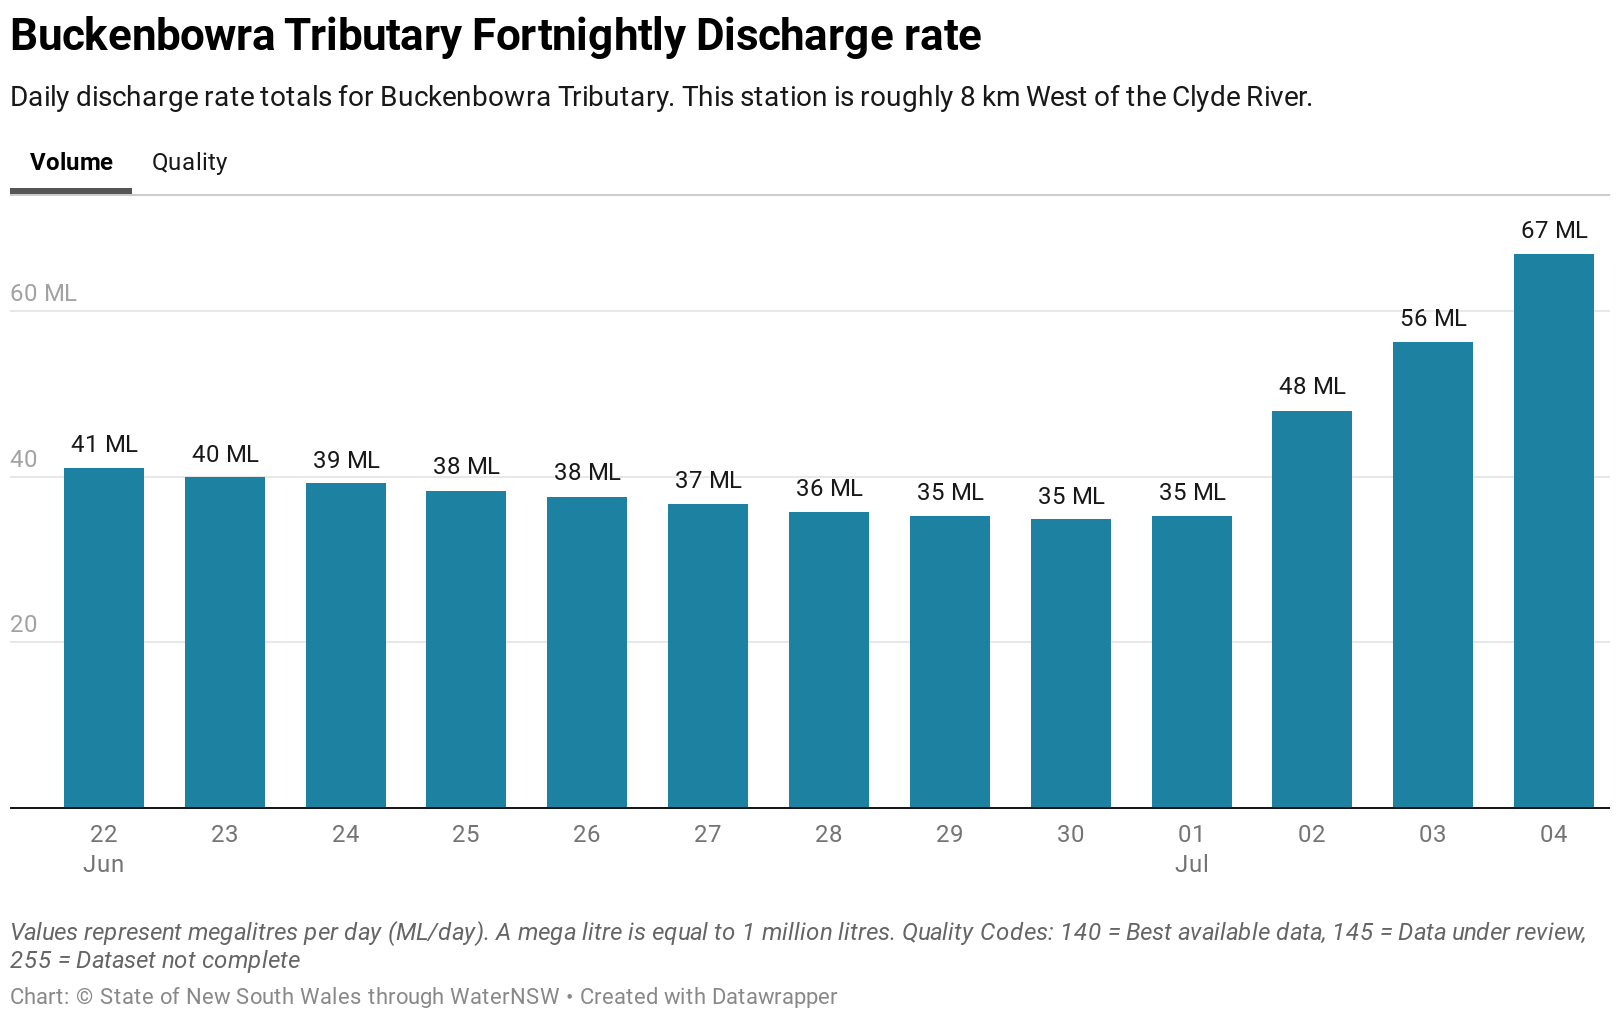 Buckenbowra Tributary Fortnightly Discharge rate
Daily discharge rate totals for Buckenbowra Tributary. This station is roughly 8 km West of the Clyde River.
Volume Quality
67 ML
60 ML
56 ML
48 ML
41 ML
40 ML
39 ML
40
38 ML
38 ML
37 ML
36 ML
35 ML
35 ML
35 ML
20
22 23 24 25 26 27 28 29 30 01 02 03 04
Jun Jul
Values represent megalitres per day (ML/day). A mega litre is equal to 1 million litres. Quality Codes: 140 = Best available data, 145 = Data under review,
255 = Dataset not complete
Chart: © State of New South Wales through WaterNSW • Created with Datawrapper